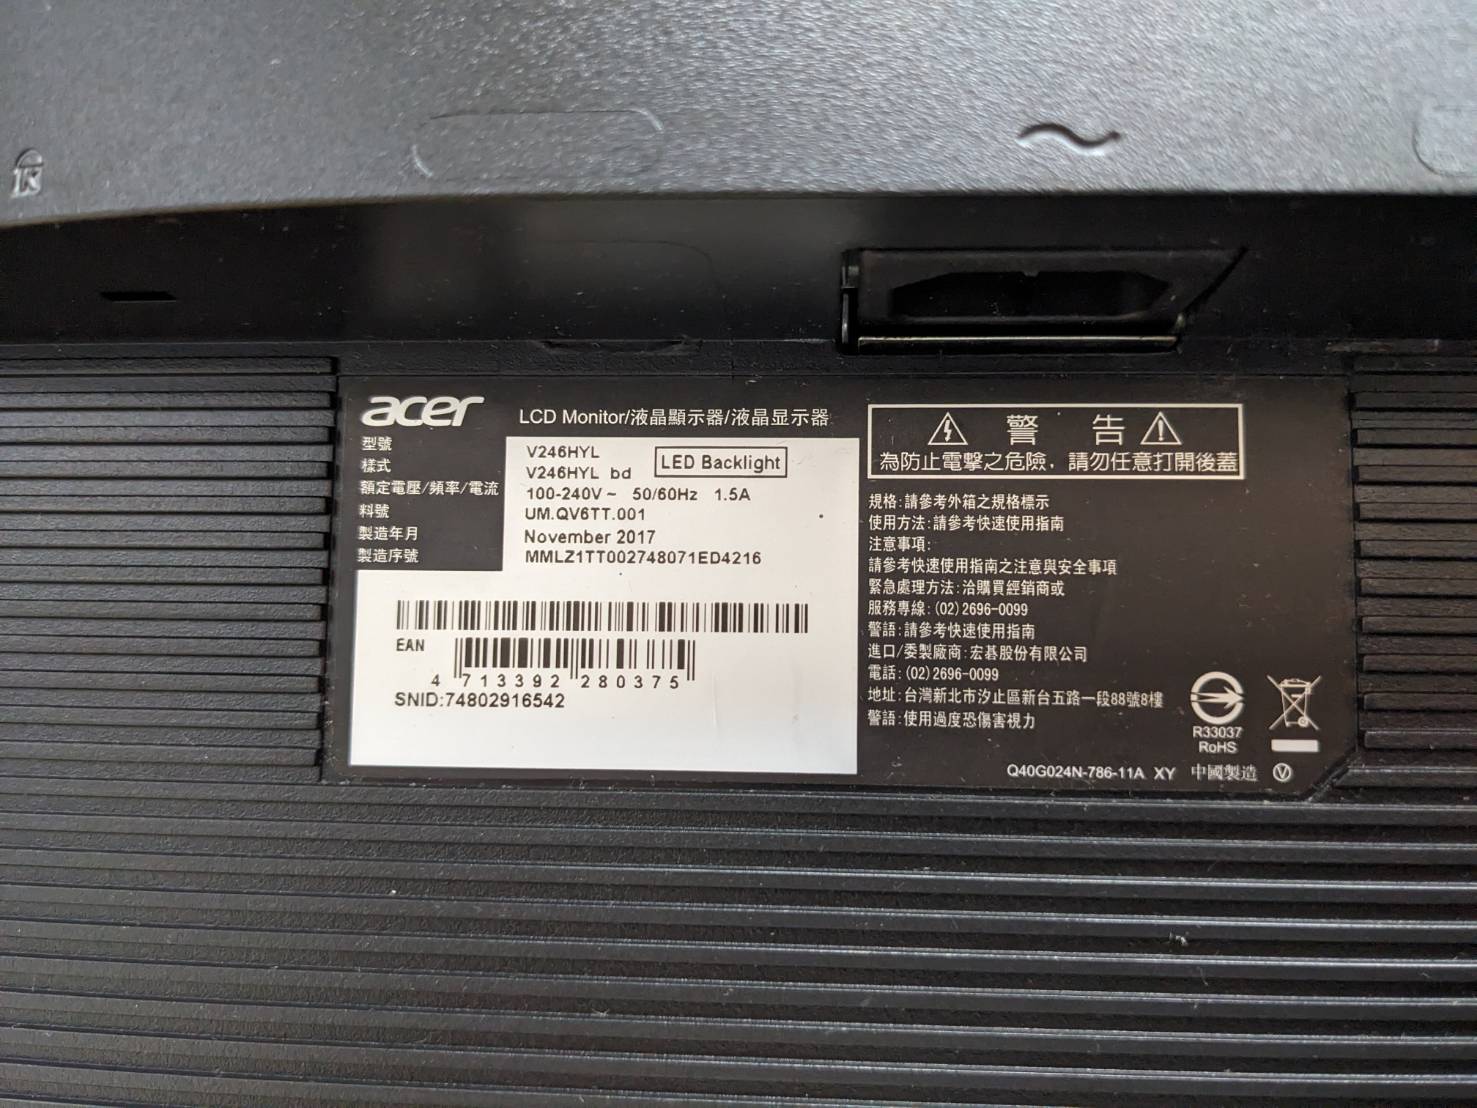 acer LCD Monitor/液晶顯示器/液晶显示器
型號 V246HYL
樣式 V246HYL bd LED Backlight
額定電壓/頻率/電流 100-240V~ 50/60Hz 1.5A
料號 UM.QV6TT.001
製造年月 November 2017
製造序號 MMLZ1TT002748071ED4216
EAN
4 713392 280375
SNID:74802916542
警 告
為防止電擊之危險，請勿任意打開後蓋
規格:請參考外箱之規格標示
使用方法:請參考快速使用指南
注意事項:
請參考快速使用指南之注意與安全事項
緊急處理方法:洽購買經銷商或
服務專線:(02)2696-0099
警語:請參考快速使用指南
進口/委製廠商:宏碁股份有限公司
電話:(02)2696-0099
地址:台灣新北市汐止區新台五路一段88號8樓
警語:使用過度恐傷害視力
R33037
RoHS
Q40G024N-786-11A XY 中國製造 V
K